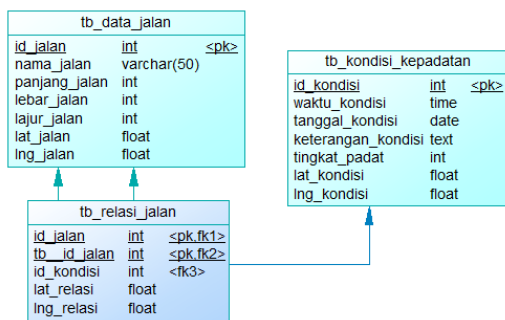 tb_data_jalan
id_jalan int <pk>
nama_jalan varchar(50)
panjang_jalan int
lebar_jalan int
lajur_jalan int
lat_jalan float
lng_jalan float
tb_kondisi_kepadatan
id_kondisi int <pk>
waktu_kondisi time
tanggal_kondisi date
keterangan_kondisi text
tingkat_padat int
lat_kondisi float
lng_kondisi float
tb_relasi_jalan
id_jalan int <pk,fk1>
tb__id_jalan int <pk,fk2>
id_kondisi int <fk3>
lat_relasi float
lng_relasi float